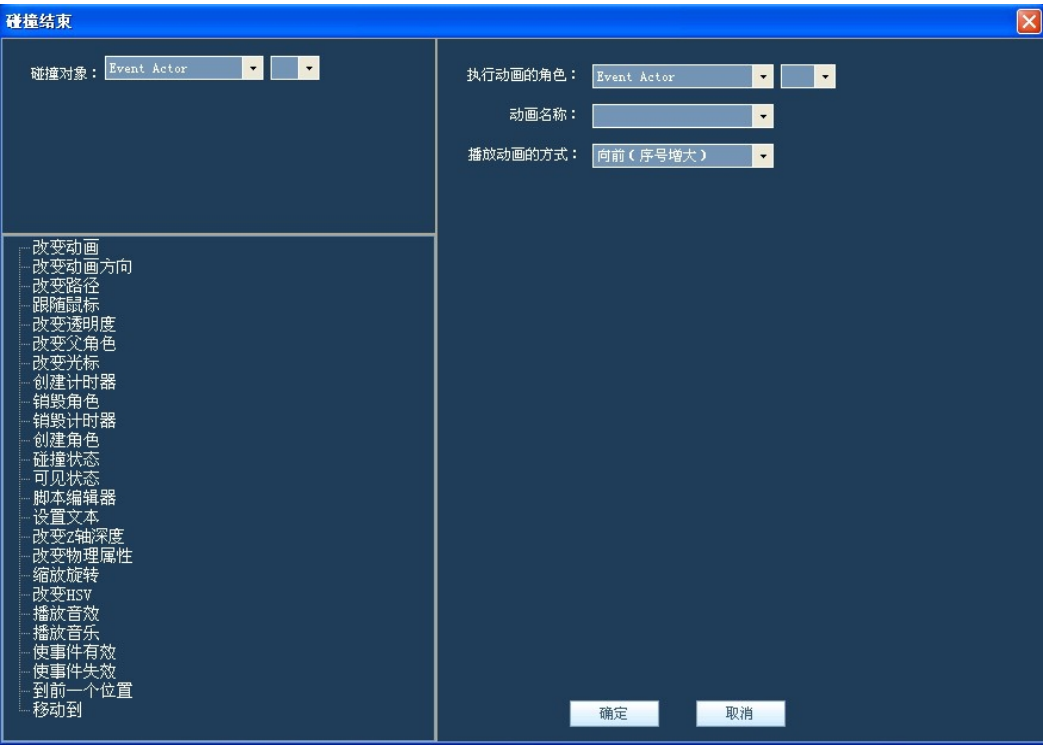 碰撞结束
碰撞对象： Event Actor
执行动画的角色： Event Actor
动画名称：
播放动画的方式： 向前（序号增大）
改变动画
改变动画方向
改变路径
跟随鼠标
改变透明度
改变父角色
改变光标
创建计时器
销毁角色
销毁计时器
创建角色
碰撞状态
可见状态
脚本编辑器
设置文本
改变Z轴深度
改变物理属性
缩放旋转
改变HSV
播放音效
播放音乐
使事件有效
使事件失效
到前一个位置
移动到
确定 取消